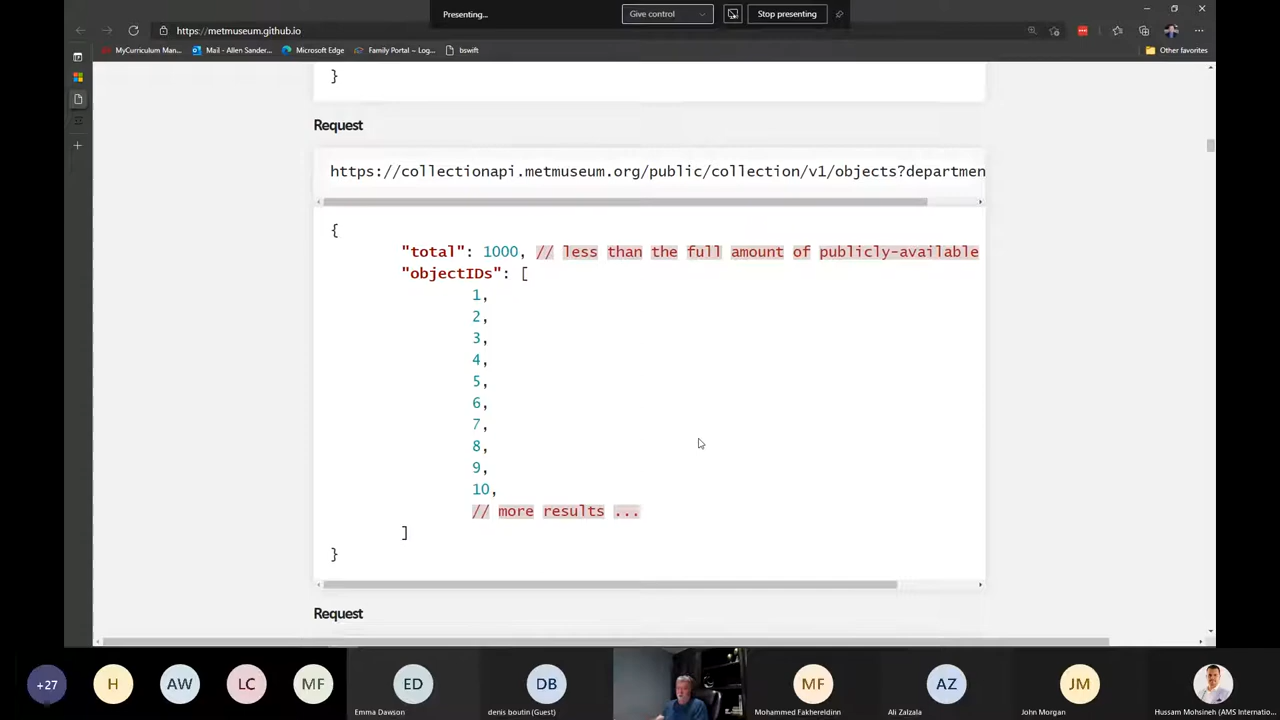 Presenting...
Give control
Stop presenting
https://metmuseum.github.io
MyCurriculum Man...
Mail - Allen Sander...
Microsoft Edge
Family Portal ~ Log...
bswift
Other favorites
}
Request
https://collectionapi.metmuseum.org/public/collection/v1/objects?departmen
{
"total": 1000, // less than the full amount of publicly-available
"objectIDs": [
1,
2,
3,
4,
5,
6,
7,
8,
9,
10,
// more results ...
]
}
Request
+27
H
AW
LC
MF
ED
DB
MF
AZ
JM
Emma Dawson
denis boutin (Guest)
Mohammed Fakhereldinn
Ali Zalzala
John Morgan
Hussam Mohsineh (AMS Internatio...